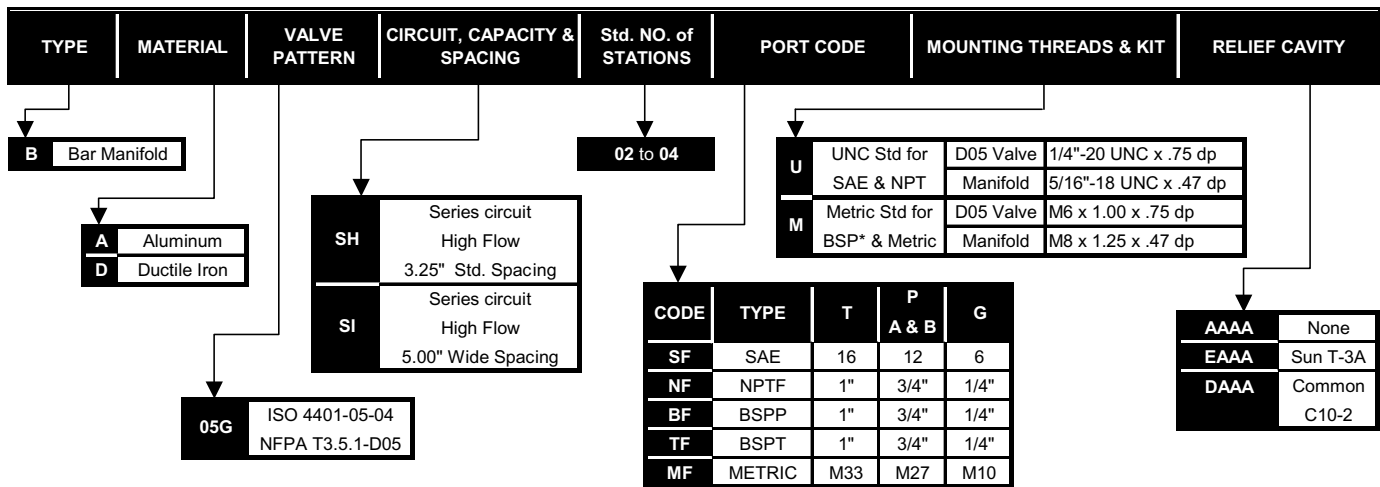 TYPE MATERIAL VALVE PATTERN CIRCUIT, CAPACITY & SPACING Std. NO. of STATIONS PORT CODE MOUNTING THREADS & KIT RELIEF CAVITY
B Bar Manifold
A Aluminum
D Ductile Iron
05G ISO 4401-05-04
NFPA T3.5.1-D05
SH Series circuit
High Flow
3.25" Std. Spacing
SI Series circuit
High Flow
5.00" Wide Spacing
02 to 04
CODE TYPE T P A & B G
SF SAE 16 12 6
NF NPTF 1" 3/4" 1/4"
BF BSPP 1" 3/4" 1/4"
TF BSPT 1" 3/4" 1/4"
MF METRIC M33 M27 M10
U UNC Std for D05 Valve 1/4"-20 UNC x .75 dp
SAE & NPT Manifold 5/16"-18 UNC x .47 dp
M Metric Std for D05 Valve M6 x 1.00 x .75 dp
BSP* & Metric Manifold M8 x 1.25 x .47 dp
AAAA None
EAAA Sun T-3A
DAAA Common
C10-2